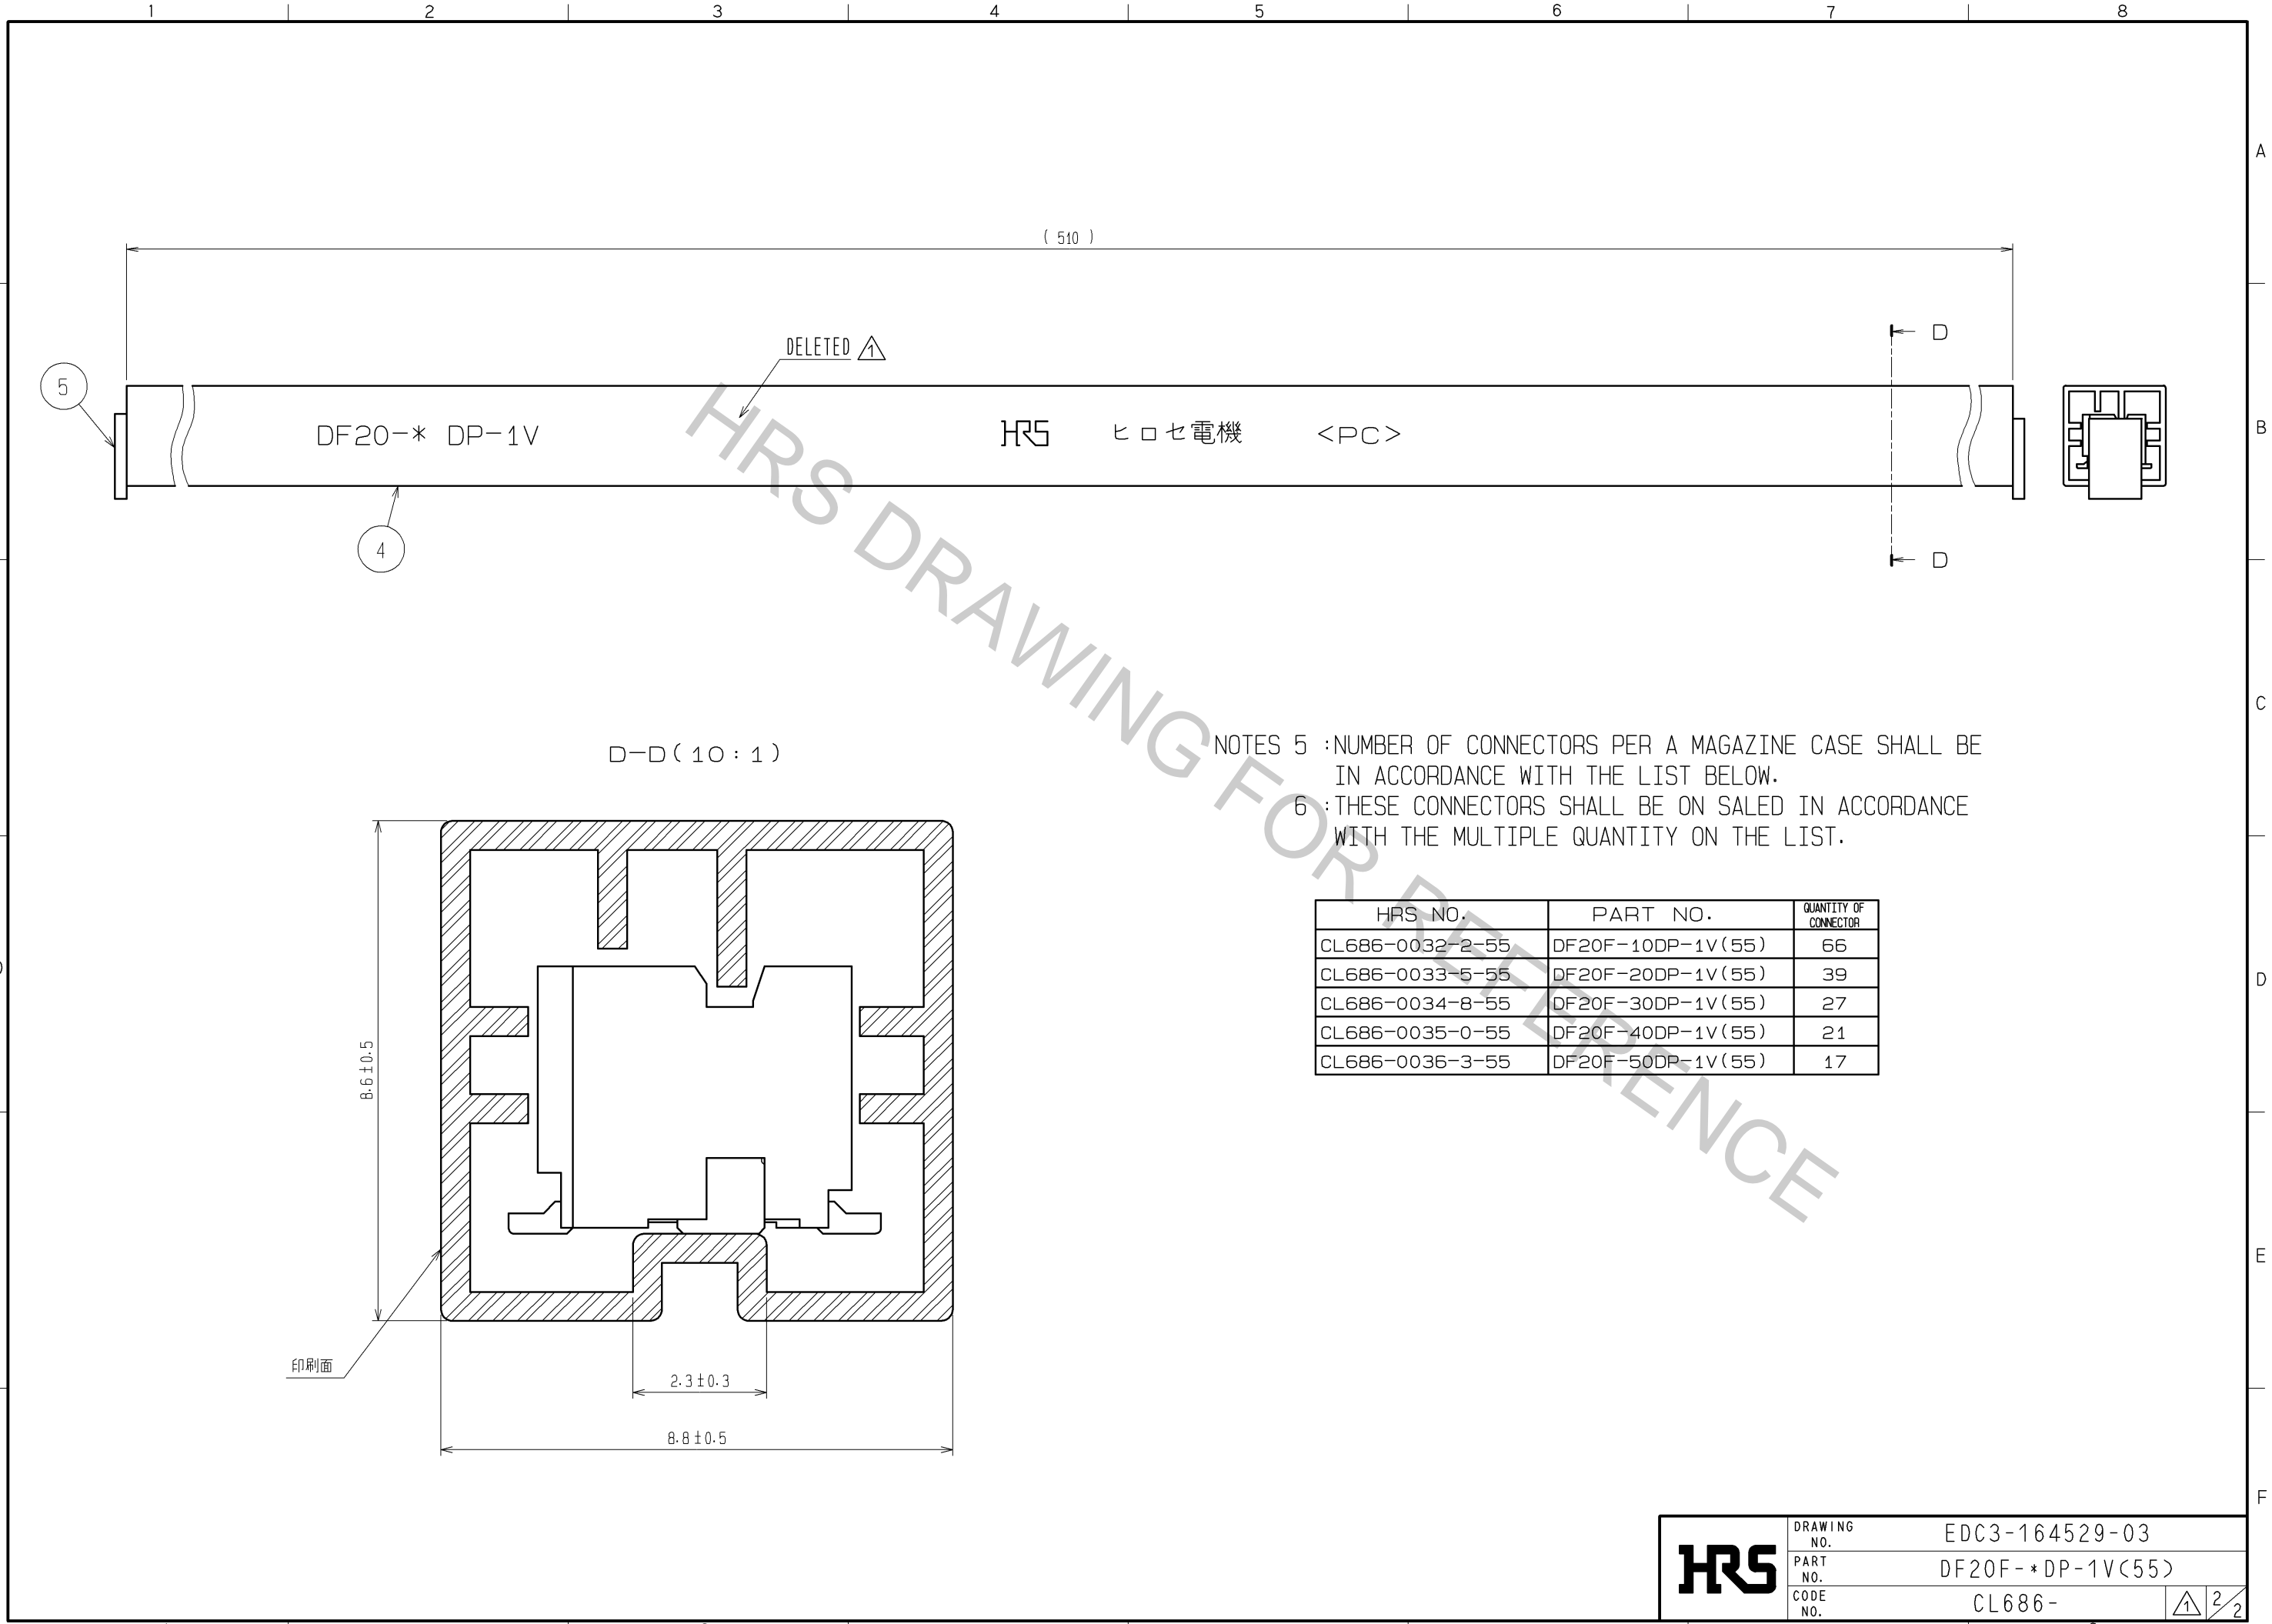 1 2 3 4 5 6 7 8
A
B
C
D
E
F
( 510 )
DELETED 1
D
D
5
4
DF20-* DP-1V HRS ヒロセ電機 <PC>
HRS DRAWING FOR REFERENCE
D-D(10:1)
8.6±0.5
2.3±0.3
8.8±0.5
印刷面
NOTES 5 :NUMBER OF CONNECTORS PER A MAGAZINE CASE SHALL BE
IN ACCORDANCE WITH THE LIST BELOW.
6 :THESE CONNECTORS SHALL BE ON SALED IN ACCORDANCE
WITH THE MULTIPLE QUANTITY ON THE LIST.
HRS NO. PART NO. QUANTITY OF CONNECTOR
CL686-0032-2-55 DF20F-10DP-1V(55) 66
CL686-0033-5-55 DF20F-20DP-1V(55) 39
CL686-0034-8-55 DF20F-30DP-1V(55) 27
CL686-0035-0-55 DF20F-40DP-1V(55) 21
CL686-0036-3-55 DF20F-50DP-1V(55) 17
HRS
DRAWING NO. EDC3-164529-03
PART NO. DF20F-*DP-1V(55)
CODE NO. CL686- 1 2/2